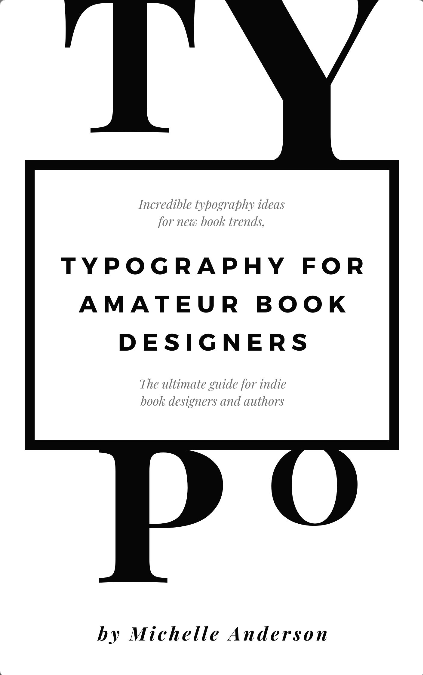 TY
Incredible typography ideas
for new book trends.
TYPOGRAPHY FOR
AMATEUR BOOK
DESIGNERS
The ultimate guide for indie
book designers and authors
Po
by Michelle Anderson